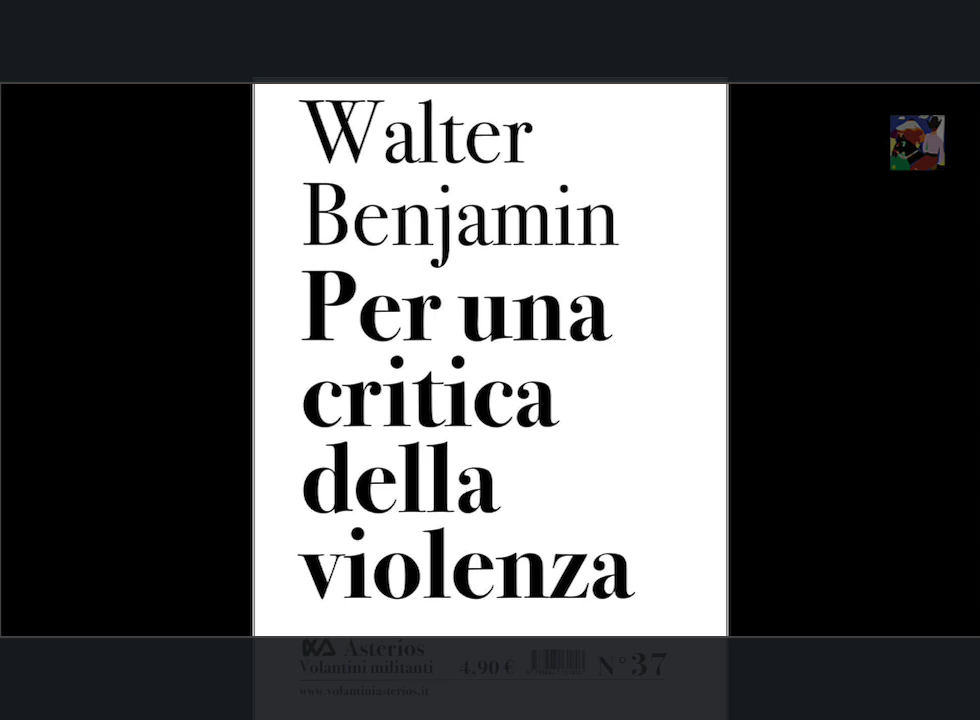 Walter
Benjamin
Per una
critica
della
violenza
Asterios
Volantini militanti 4,90 € N°37
www.volantiniasterios.it